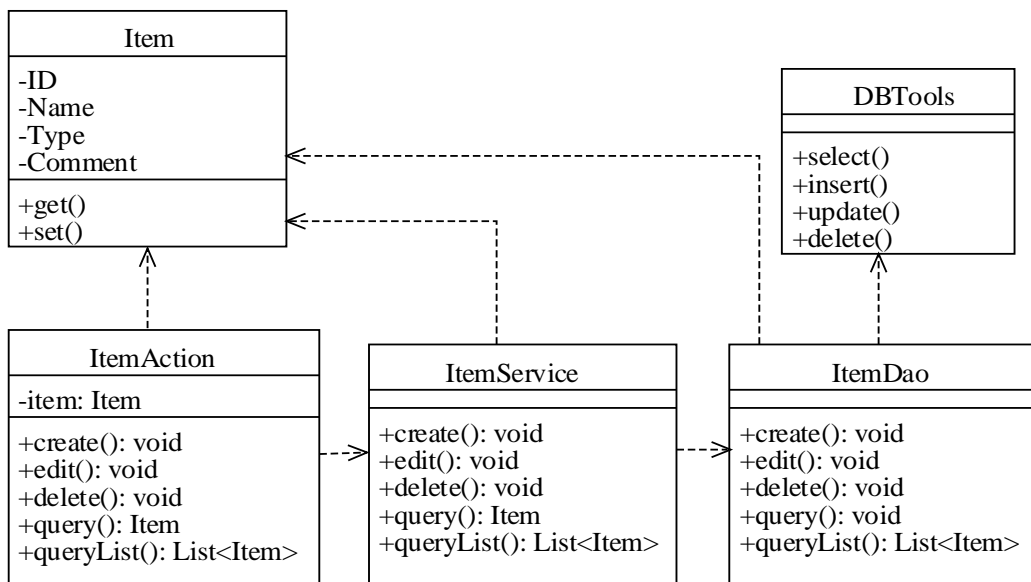 Item
-ID
-Name
-Type
-Comment
+get()
+set()
DBTools
+select()
+insert()
+update()
+delete()
ItemAction
-item: Item
+create(): void
+edit(): void
+delete(): void
+query(): Item
+queryList(): List<Item>
ItemService
+create(): void
+edit(): void
+delete(): void
+query(): Item
+queryList(): List<Item>
ItemDao
+create(): void
+edit(): void
+delete(): void
+query(): void
+queryList(): List<Item>